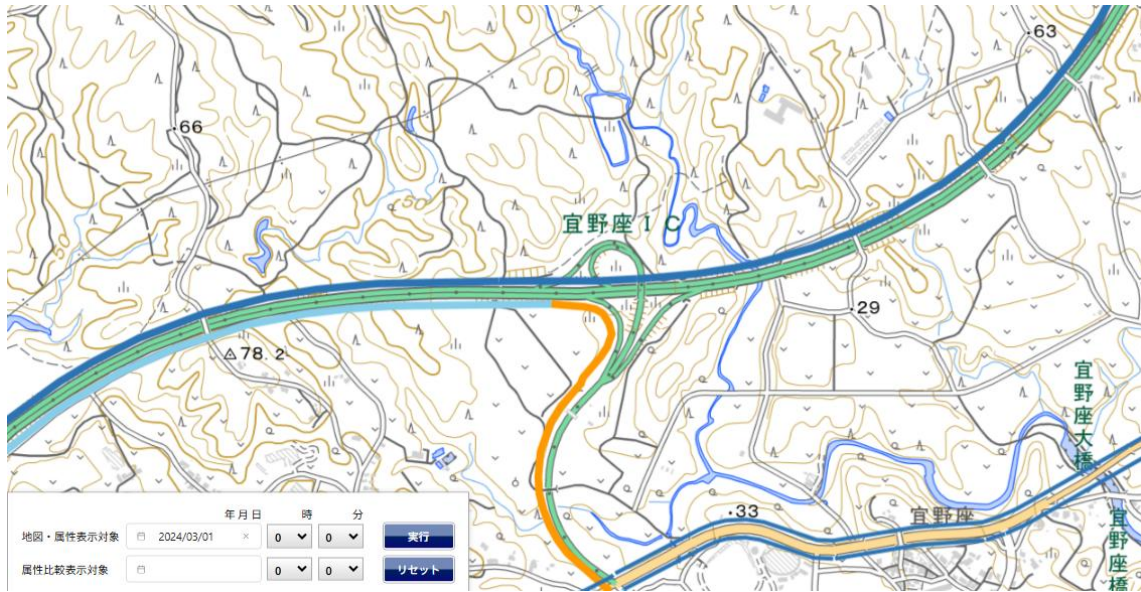 ・63
・66
50
宜野座IC
50
・29
△78.2
宜野座大橋
・33
宜野座
宜野座橋
年月日 時 分
地図・属性表示対象 2024/03/01 × 0 0 実行
属性比較表示対象 0 0 リセット